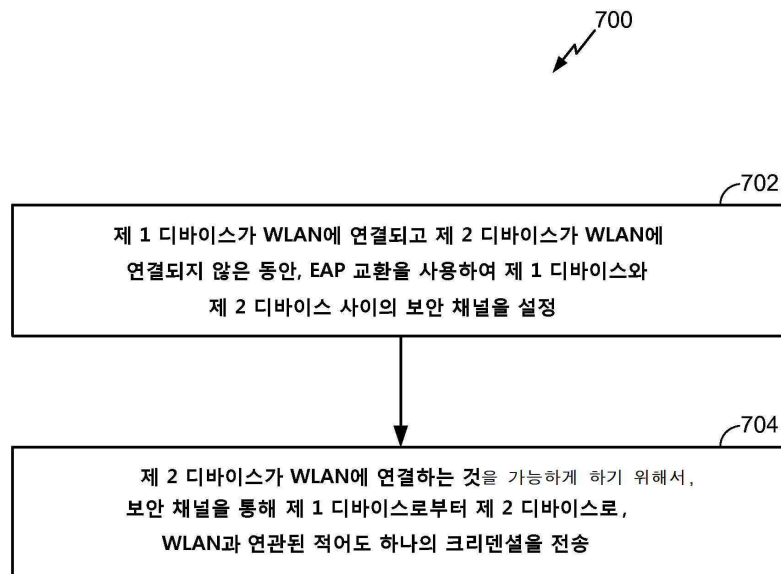 700
702
제 1 디바이스가 WLAN에 연결되고 제 2 디바이스가 WLAN에
연결되지 않은 동안, EAP 교환을 사용하여 제 1 디바이스와
제 2 디바이스 사이의 보안 채널을 설정
704
제 2 디바이스가 WLAN에 연결하는 것을 가능하게 하기 위해서,
보안 채널을 통해 제 1 디바이스로부터 제 2 디바이스로,
WLAN과 연관된 적어도 하나의 크리덴셜을 전송